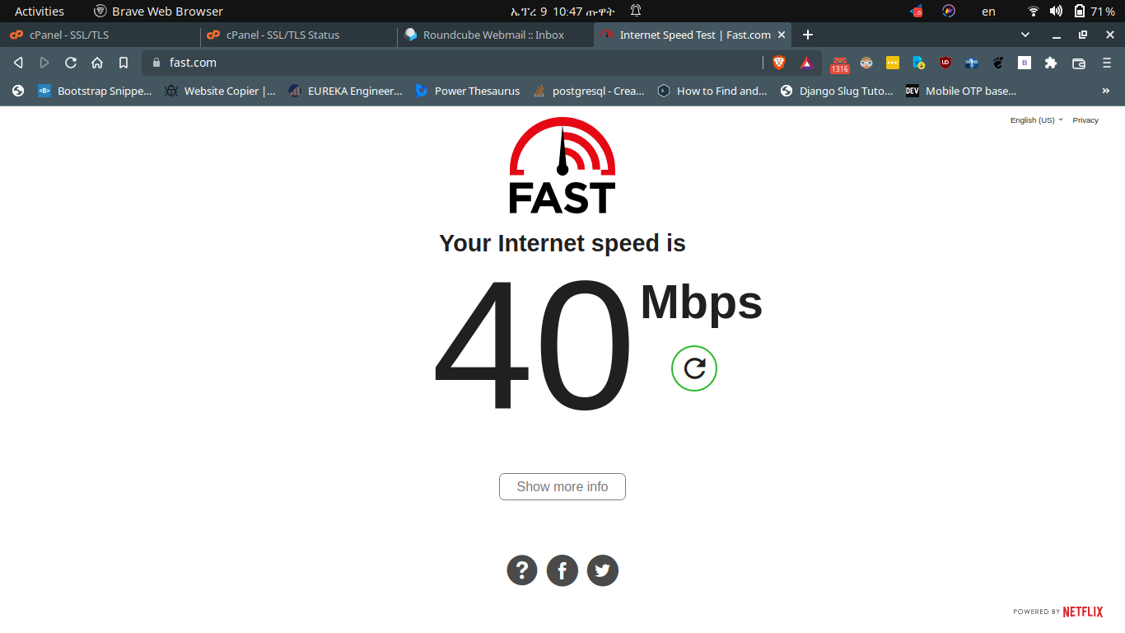 Activities Brave Web Browser ኤፕረ 9 10:47 ጡዋት en 71%
cPanel - SSL/TLS cPanel - SSL/TLS Status Roundcube Webmail :: Inbox Internet Speed Test | Fast.com
fast.com 1316
Bootstrap Snippe... Website Copier |... EUREKA Engineer... Power Thesaurus postgresql - Crea... How to Find and... Django Slug Tuto... DEV Mobile OTP base... »
English (US) Privacy
FAST
Your Internet speed is
40 Mbps
Show more info
POWERED BY NETFLIX